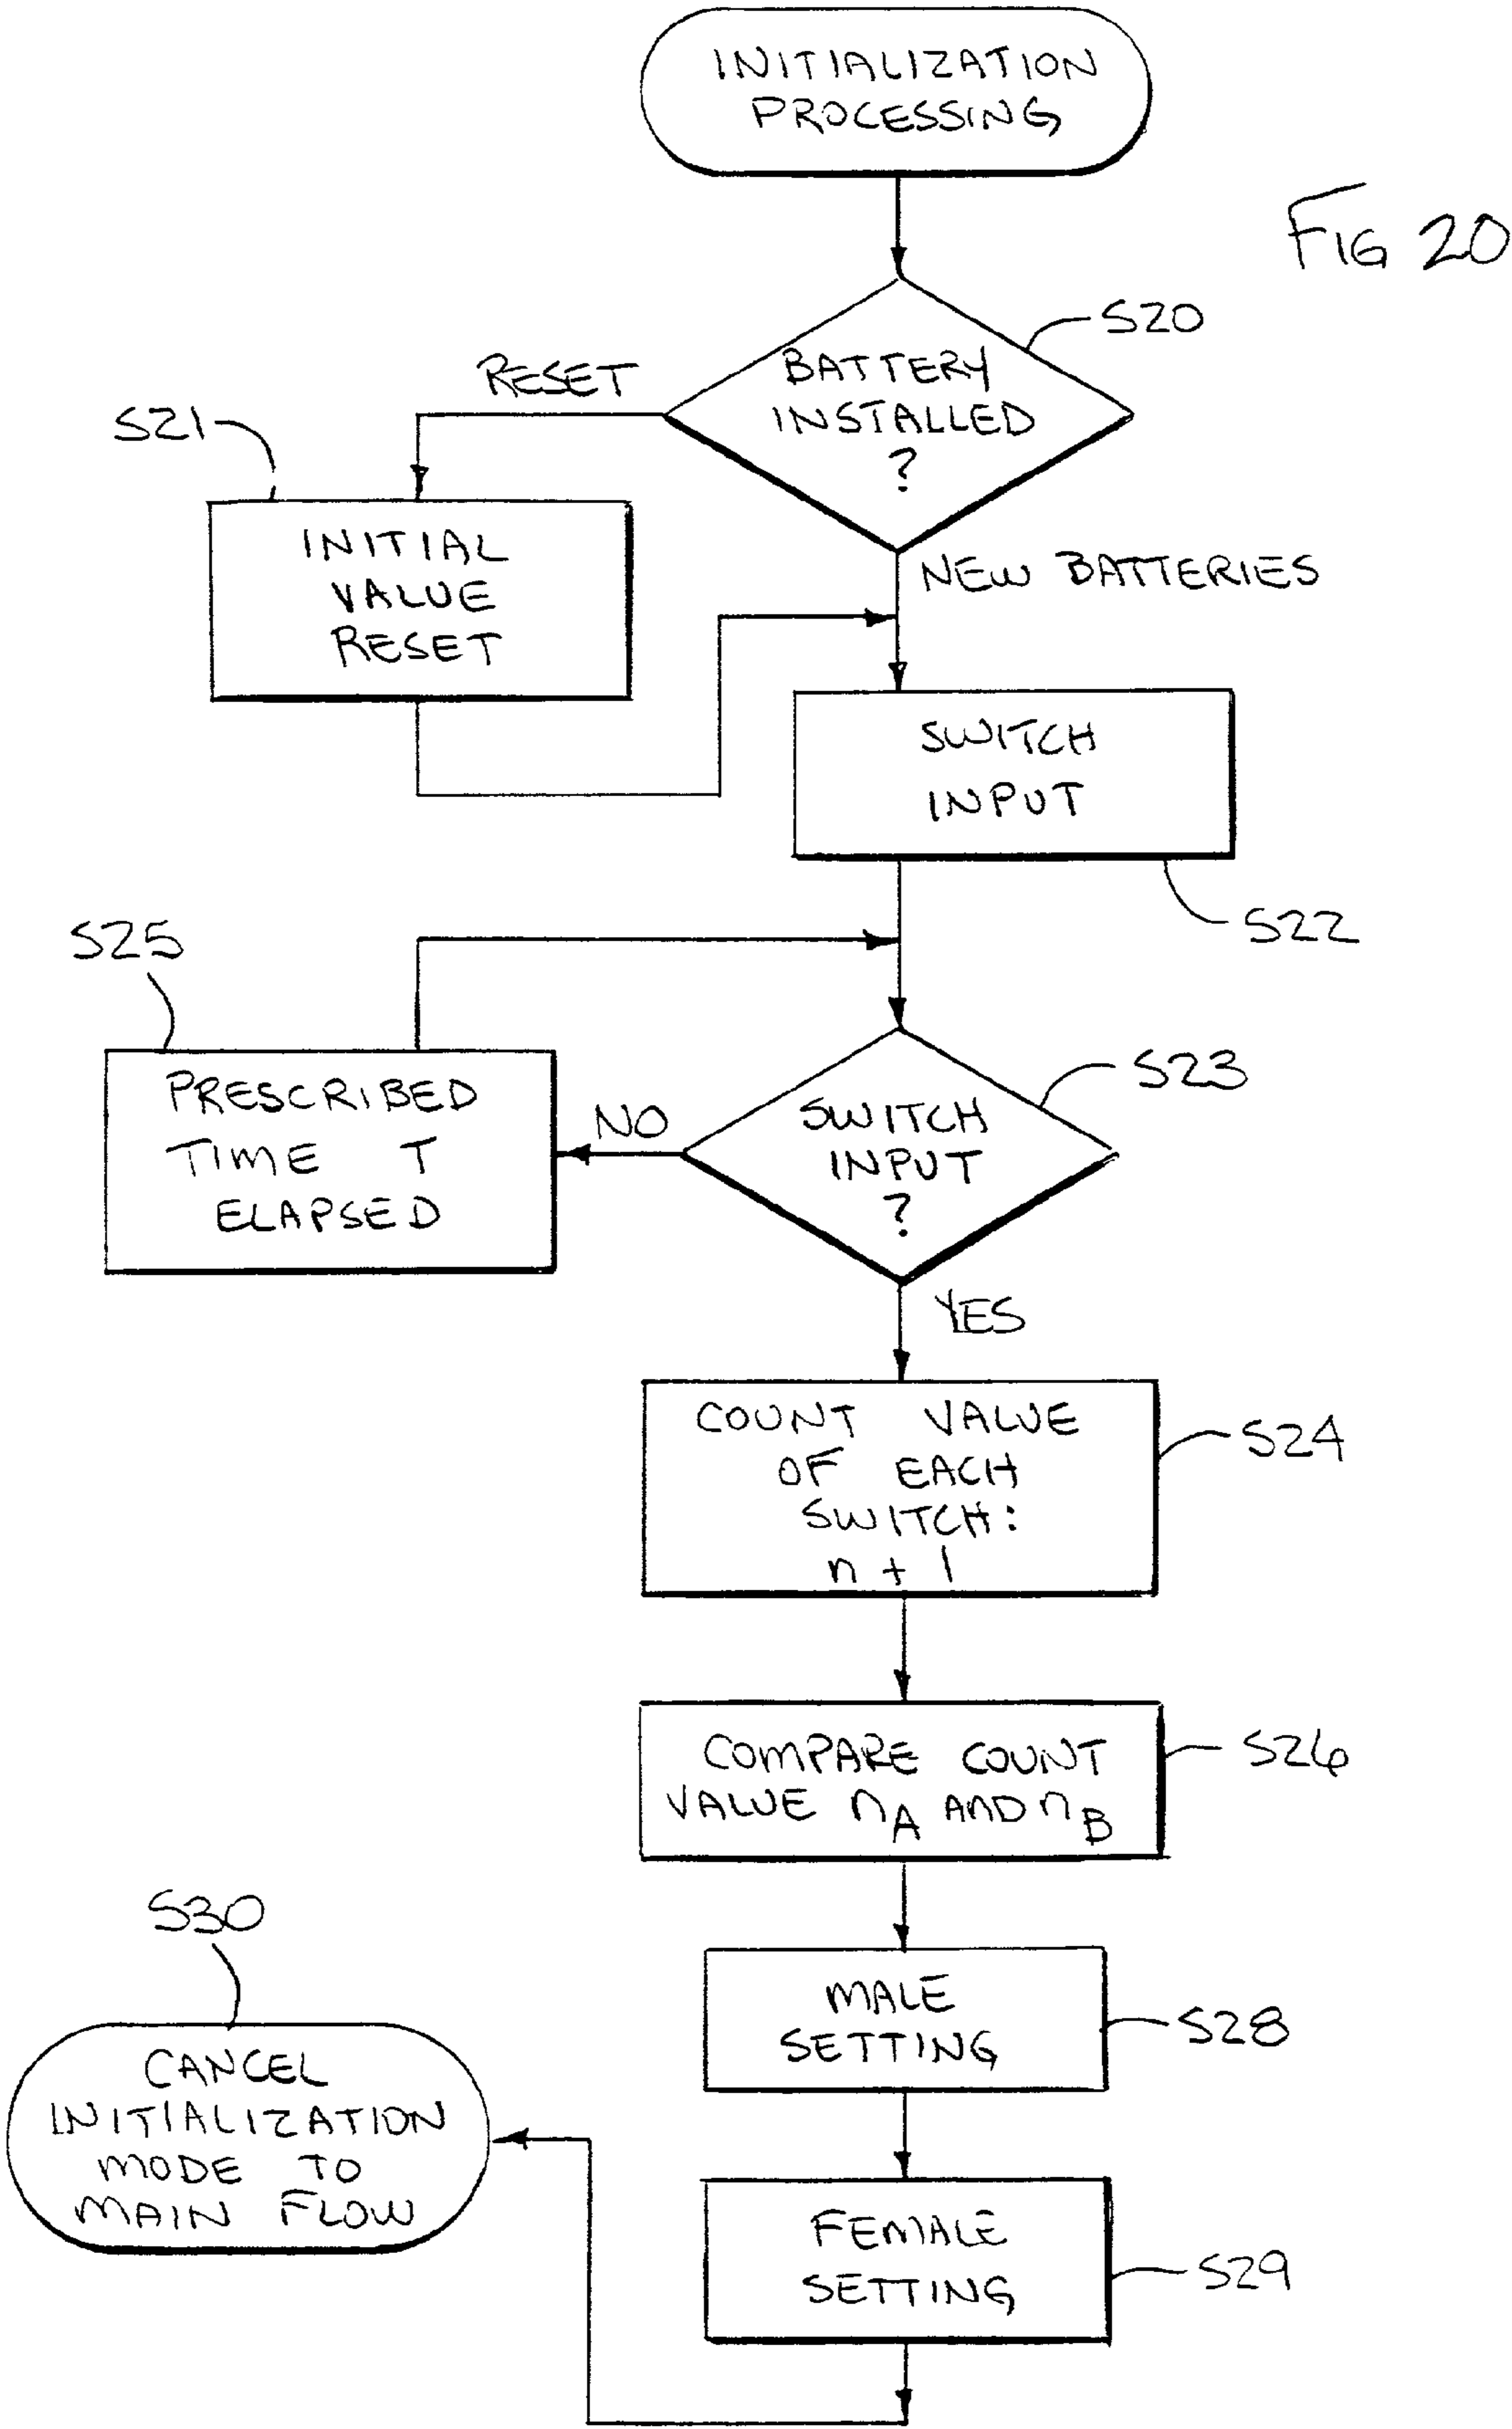 INITIALIZATION
PROCESSING
FIG 20
S20
BATTERY
INSTALLED
?
RESET
S21
INITIAL
VALUE
RESET
NEW BATTERIES
SWITCH
INPUT
S22
S25
PRESCRIBED
TIME T
ELAPSED
NO
S23
SWITCH
INPUT
?
YES
COUNT VALUE
OF EACH
SWITCH:
n + 1
S24
COMPARE COUNT
VALUE nA AND nB
S26
MALE
SETTING
S28
S30
CANCEL
INITIALIZATION
MODE TO
MAIN FLOW
FEMALE
SETTING
S29